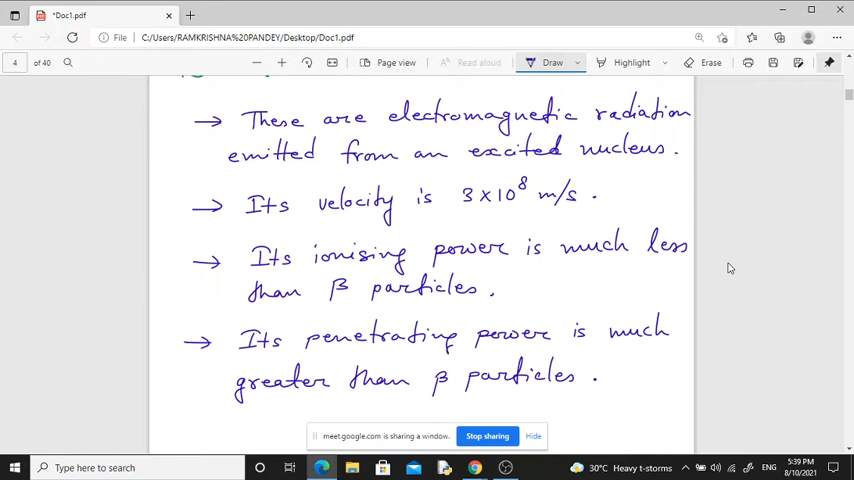 *Doc1.pdf
File
C:/Users/RAMKRISHNA%20PANDEY/Desktop/Doc1.pdf
4 of 40
Page view
Read aloud
Draw
Highlight
Erase
→ These are electromagnetic radiation
emitted from an excited nucleus.
→ Its velocity is 3×10⁸ m/s.
→ Its ionising power is much less
than β particles.
→ Its penetrating power is much
greater than β particles.
meet.google.com is sharing a window.
Stop sharing
Hide
Type here to search
30°C Heavy t-storms
ENG
5:39 PM
8/10/2021